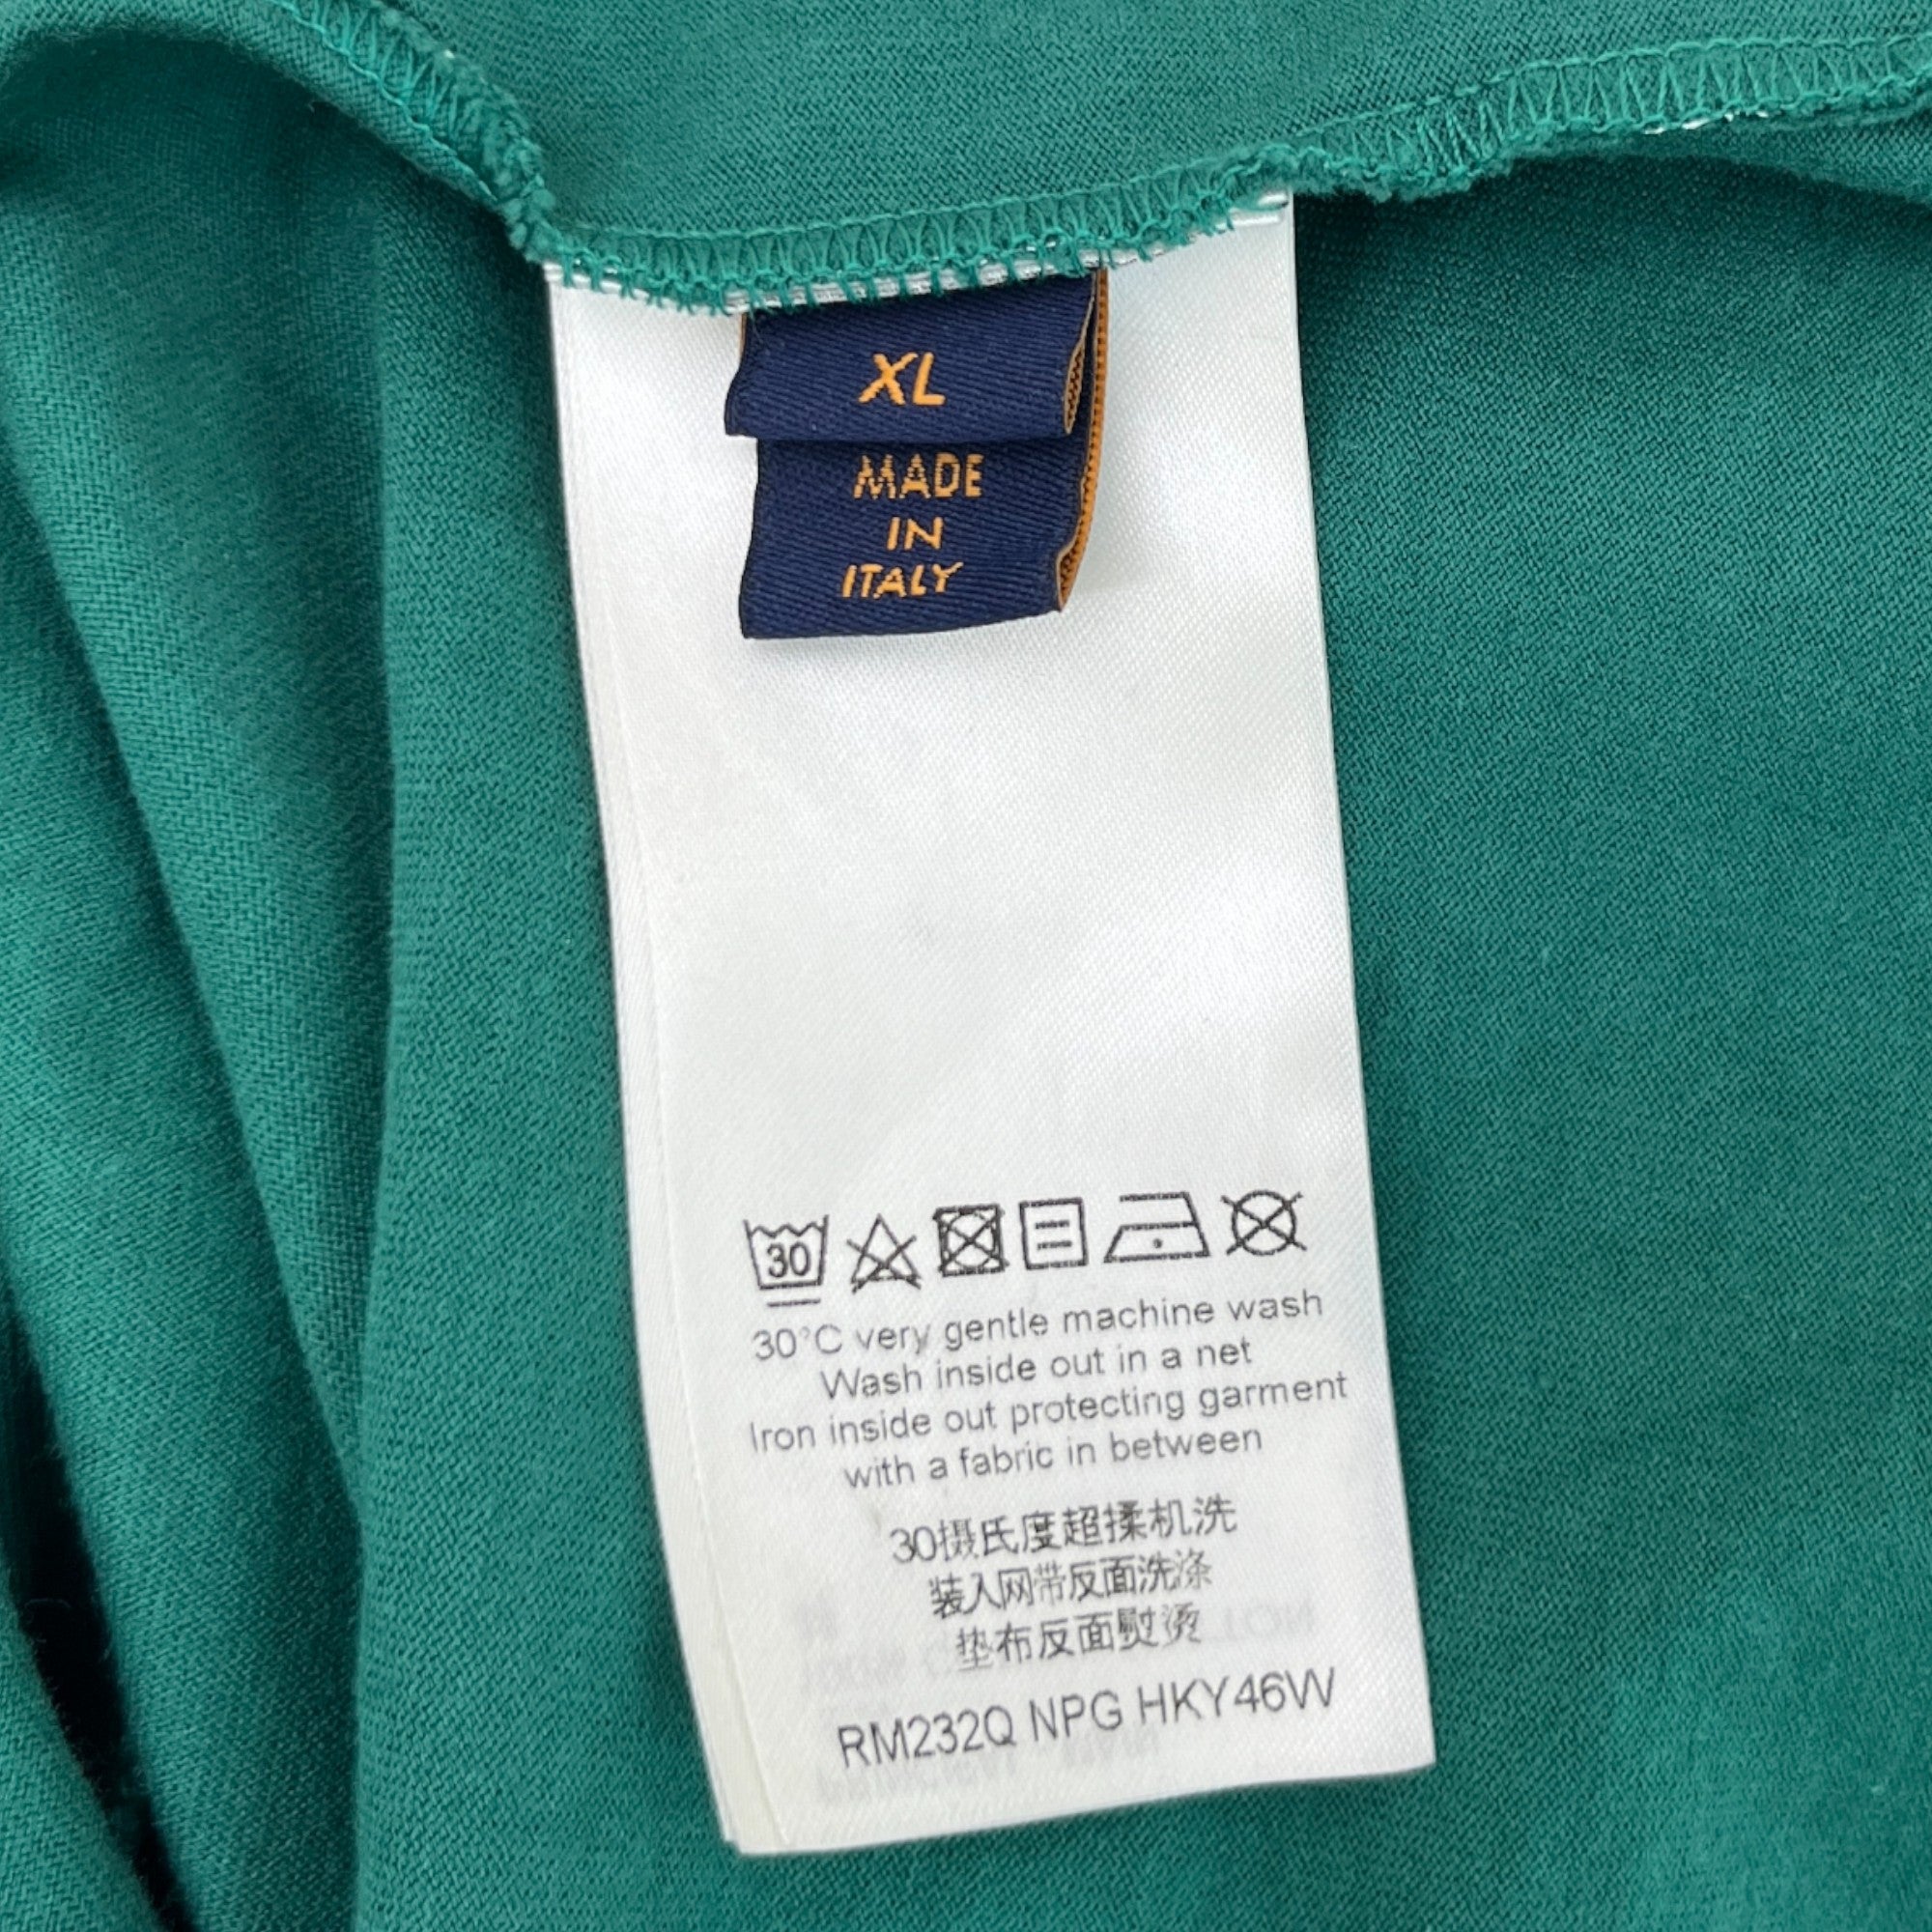 XL
MADE
IN
ITALY
30
30°C very gentle machine wash
Wash inside out in a net
Iron inside out protecting garment
with a fabric in between
30摄氏度超揉机洗
装入网带反面洗涤
垫布反面熨烫
RM232Q NPG HKY46W